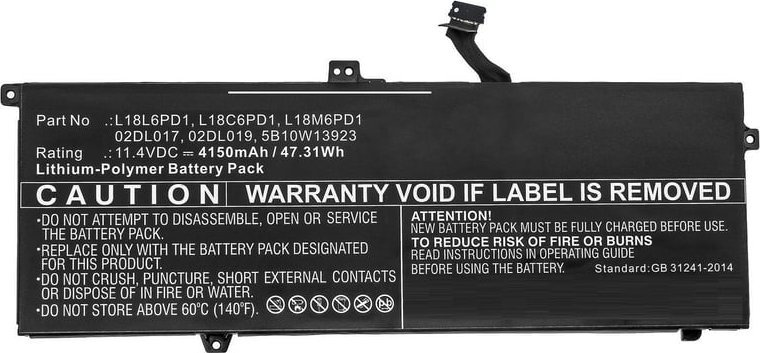 Part No .: L18L6PD1, L18C6PD1, L18M6PD1
02DL017, 02DL019, 5B10W13923
Rating .: 11.4VDC ⎓ 4150mAh / 47.31Wh
Lithium-Polymer Battery Pack
CAUTION WARRANTY VOID IF LABEL IS REMOVED
•DO NOT ATTEMPT TO DISASSEMBLE, OPEN OR SERVICE
THE BATTERY PACK.
•REPLACE ONLY WITH THE BATTERY PACK DESIGNATED
FOR THIS PRODUCT.
•DO NOT CRUSH, PUNCTURE, SHORT EXTERNAL CONTACTS
OR DISPOSE OF IN FIRE OR WATER.
•DO NOT STORE ABOVE 60°C (140°F).
ATTENTION!
NEW BATTERY PACK MUST BE FULLY CHARGED BEFORE USE.
TO REDUCE RISK OF FIRE OR BURNS
READ INSTRUCTIONS IN OPERATING GUIDE
BEFORE USING THE BATTERY.
Standard:GB 31241-2014